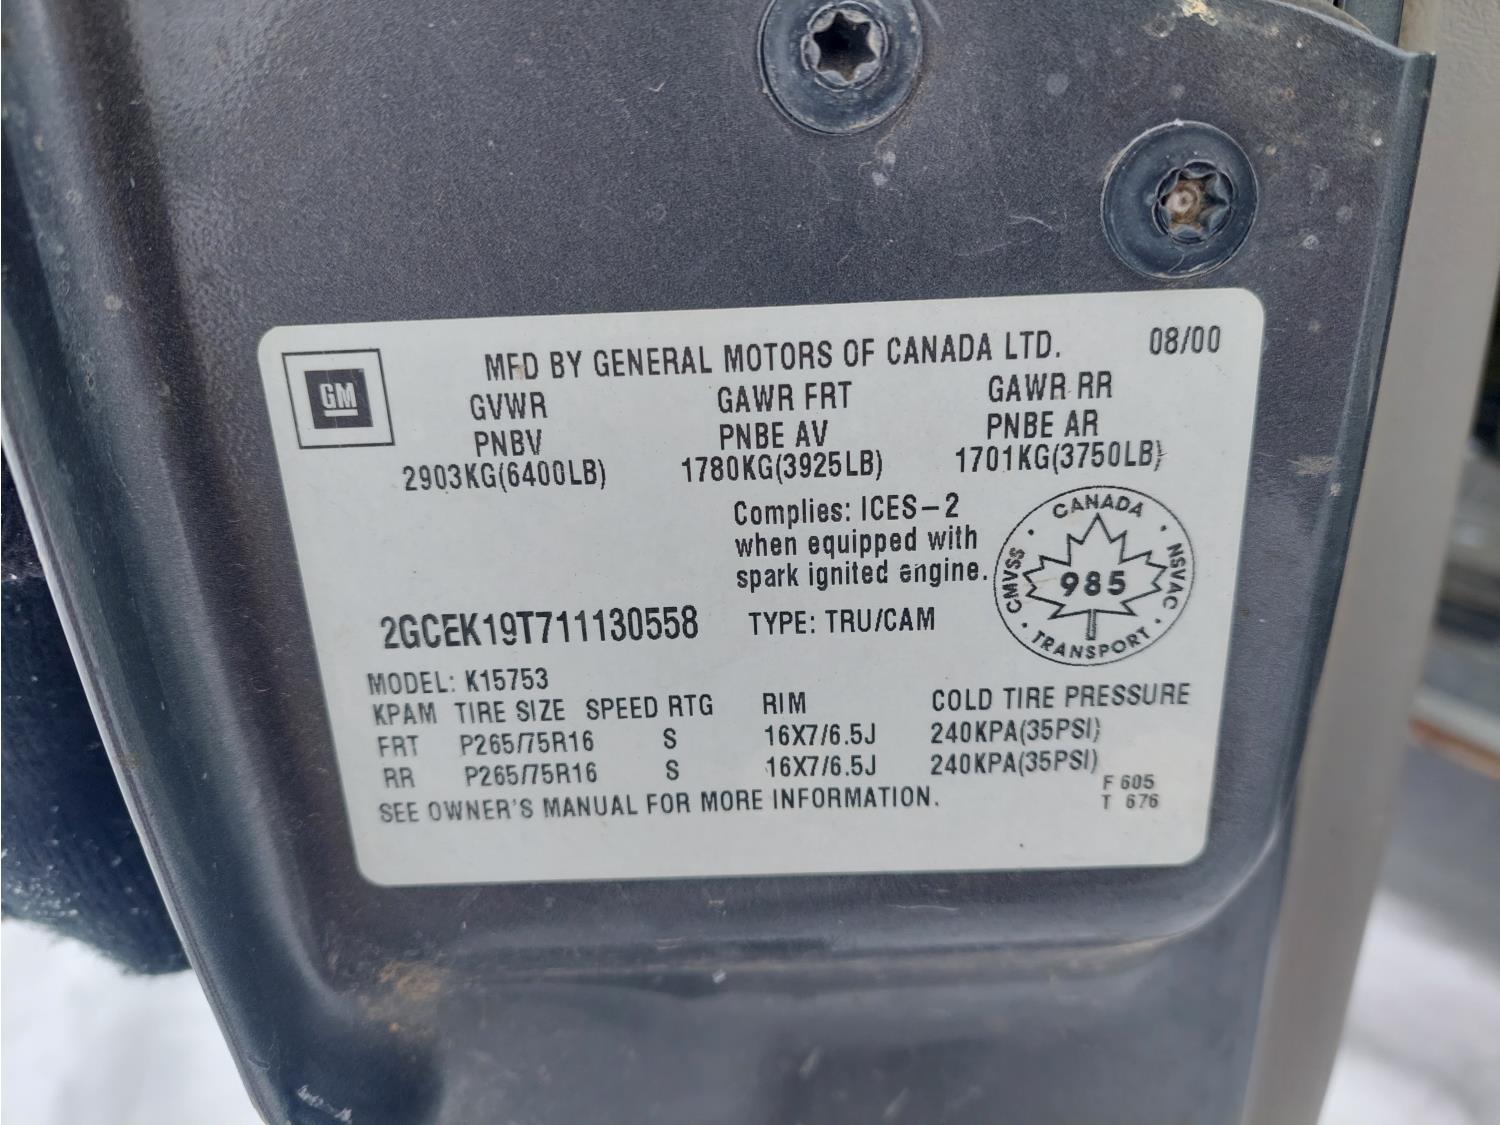 GM
MFD BY GENERAL MOTORS OF CANADA LTD. 08/00
GVWR GAWR FRT GAWR RR
PNBV PNBE AV PNBE AR
2903KG(6400LB) 1780KG(3925LB) 1701KG(3750LB)
Complies: ICES-2
when equipped with
spark ignited engine.
CANADA
CMVSS 985 NSVAC
TRANSPORT
2GCEK19T711130558 TYPE: TRU/CAM
MODEL: K15753
KPAM TIRE SIZE SPEED RTG RIM COLD TIRE PRESSURE
FRT P265/75R16 S 16X7/6.5J 240KPA(35PSI)
RR P265/75R16 S 16X7/6.5J 240KPA(35PSI)
SEE OWNER'S MANUAL FOR MORE INFORMATION.
F 605
T 676